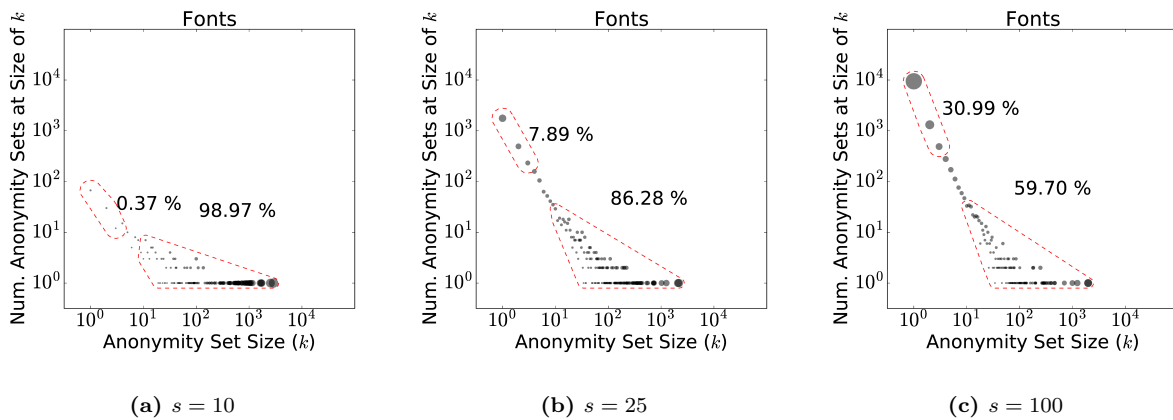 Fonts
Num. Anonymity Sets at Size of k
10^4
10^3
10^2
10^1
10^0
0.37 %
98.97 %
10^0 10^1 10^2 10^3 10^4
Anonymity Set Size (k)
(a) s = 10
Fonts
Num. Anonymity Sets at Size of k
10^4
10^3
10^2
10^1
10^0
7.89 %
86.28 %
10^0 10^1 10^2 10^3 10^4
Anonymity Set Size (k)
(b) s = 25
Fonts
Num. Anonymity Sets at Size of k
10^4
10^3
10^2
10^1
10^0
30.99 %
59.70 %
10^0 10^1 10^2 10^3 10^4
Anonymity Set Size (k)
(c) s = 100